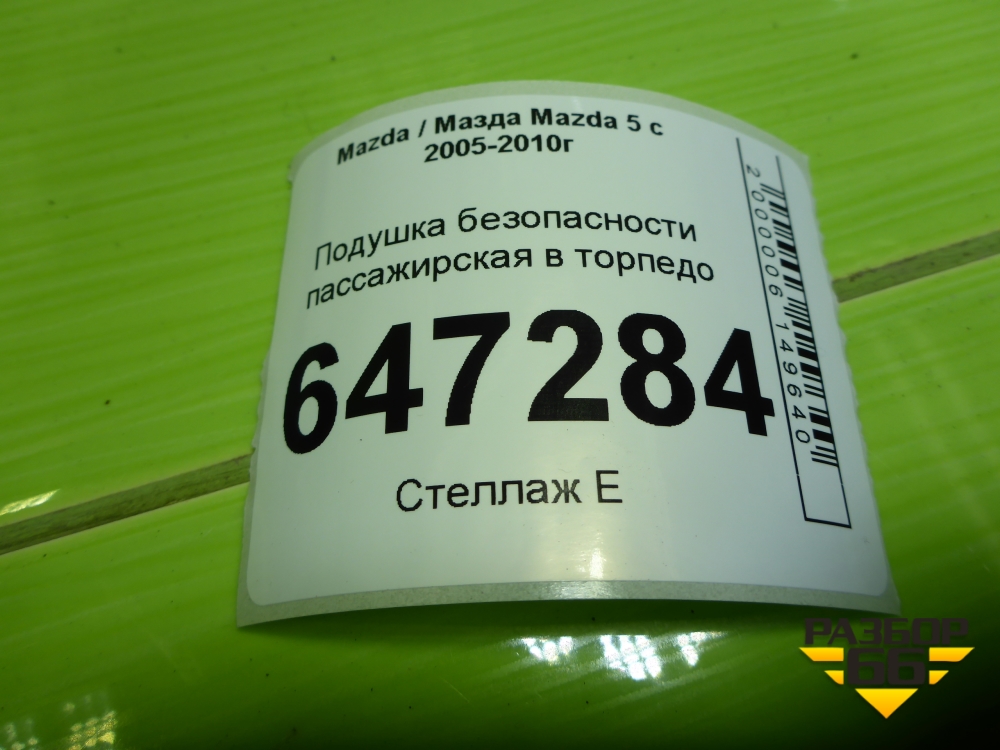 Mazda / Мазда Mazda 5 с
2005-2010г
Подушка безопасности
пассажирская в торпедо
647284
Стеллаж Е
2000006149640
РАЗБОР
66